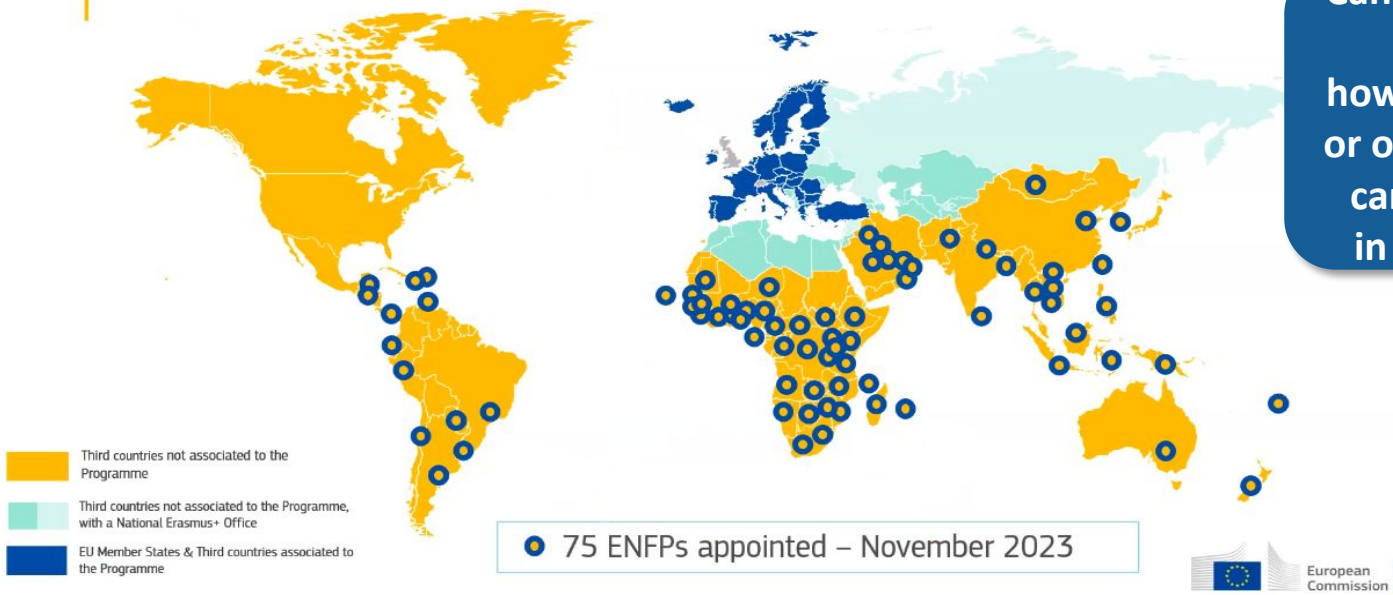 how
or o
in
Third countries not associated to the
Programme
Third countries not associated to the Programme,
with a National Erasmus+ Office
EU Member States & Third countries associated to
the Programme
75 ENFPs appointed – November 2023
European
Commission